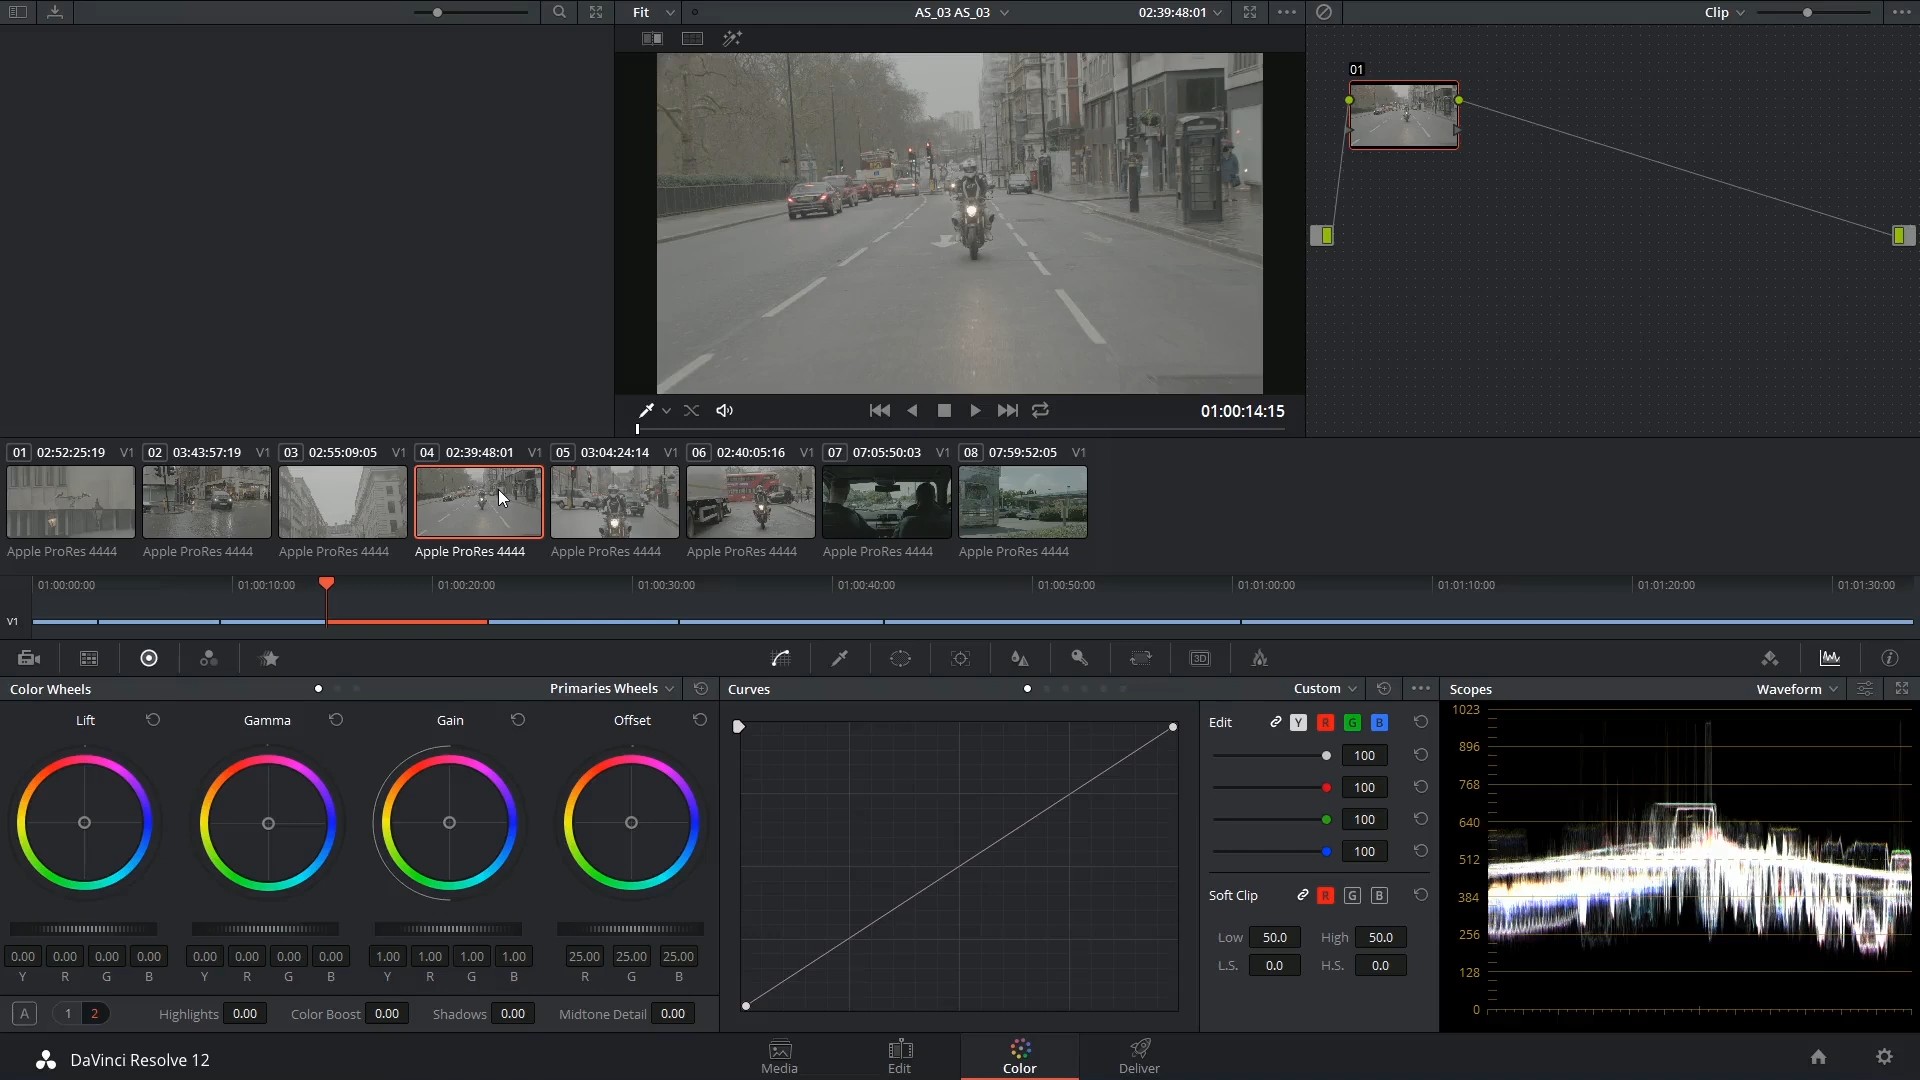 Fit AS_03 AS_03 02:39:48:01 Clip
01
01:00:14:15
01 02:52:25:19 V1 02 03:43:57:19 V1 03 02:55:09:05 V1 04 02:39:48:01 V1 05 03:04:24:14 V1 06 02:40:05:16 V1 07 07:05:50:03 V1 08 07:59:52:05 V1
Apple ProRes 4444 Apple ProRes 4444 Apple ProRes 4444 Apple ProRes 4444 Apple ProRes 4444 Apple ProRes 4444 Apple ProRes 4444 Apple ProRes 4444
01:00:00:00 01:00:10:00 01:00:20:00 01:00:30:00 01:00:40:00 01:00:50:00 01:01:00:00 01:01:10:00 01:01:20:00 01:01:30:00
V1
3D
Color Wheels Primaries Wheels Curves Custom Scopes Waveform
Lift Gamma Gain Offset
Edit Y R G B
100
100
100
100
Soft Clip R G B
Low 50.0 High 50.0
L.S. 0.0 H.S. 0.0
1023
896
768
640
512
384
256
128
0
0.00 0.00 0.00 0.00 0.00 0.00 0.00 0.00 1.00 1.00 1.00 1.00 25.00 25.00 25.00
Y R G B Y R G B Y R G B R G B
A 1 2 Highlights 0.00 Color Boost 0.00 Shadows 0.00 Midtone Detail 0.00
DaVinci Resolve 12 Media Edit Color Deliver